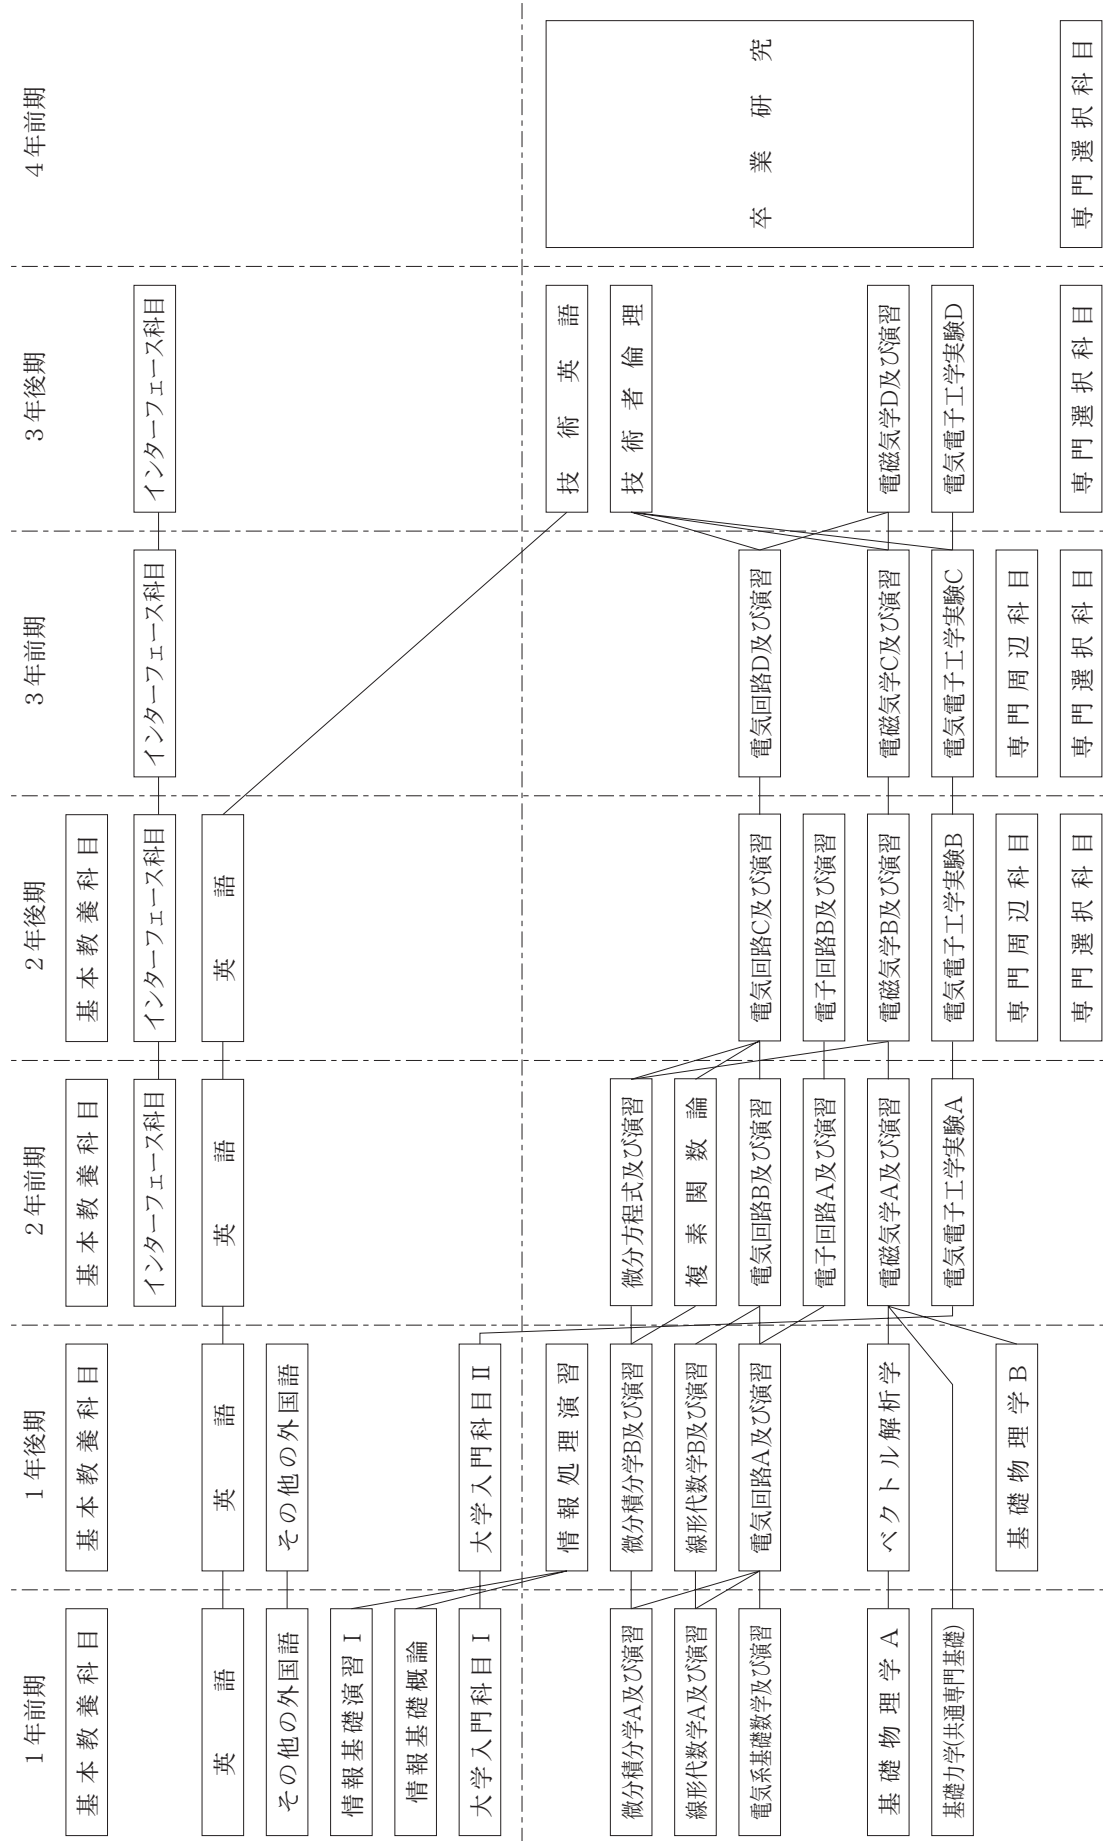 1年前期
基本教養科目
英語
その他の外国語
情報基礎演習Ⅰ
情報基礎概論
大学入門科目Ⅰ
微分積分学A及び演習
線形代数学A及び演習
電気系基礎数学及び演習
基礎物理学A
基礎力学(共通専門基礎)
1年後期
基本教養科目
英語
その他の外国語
大学入門科目Ⅱ
情報処理演習
微分積分学B及び演習
線形代数学B及び演習
電気回路A及び演習
ベクトル解析学
基礎物理学B
2年前期
基本教養科目
インターフェース科目
英語
微分方程式及び演習
複素関数論
電気回路B及び演習
電子回路A及び演習
電磁気学A及び演習
電気電子工学実験A
2年後期
基本教養科目
インターフェース科目
英語
電気回路C及び演習
電子回路B及び演習
電磁気学B及び演習
電気電子工学実験B
専門周辺科目
専門選択科目
3年前期
インターフェース科目
電気回路D及び演習
電磁気学C及び演習
電気電子工学実験C
専門周辺科目
専門選択科目
3年後期
インターフェース科目
技術英語
技術者倫理
電磁気学D及び演習
電気電子工学実験D
専門選択科目
4年前期
卒業研究
専門選択科目